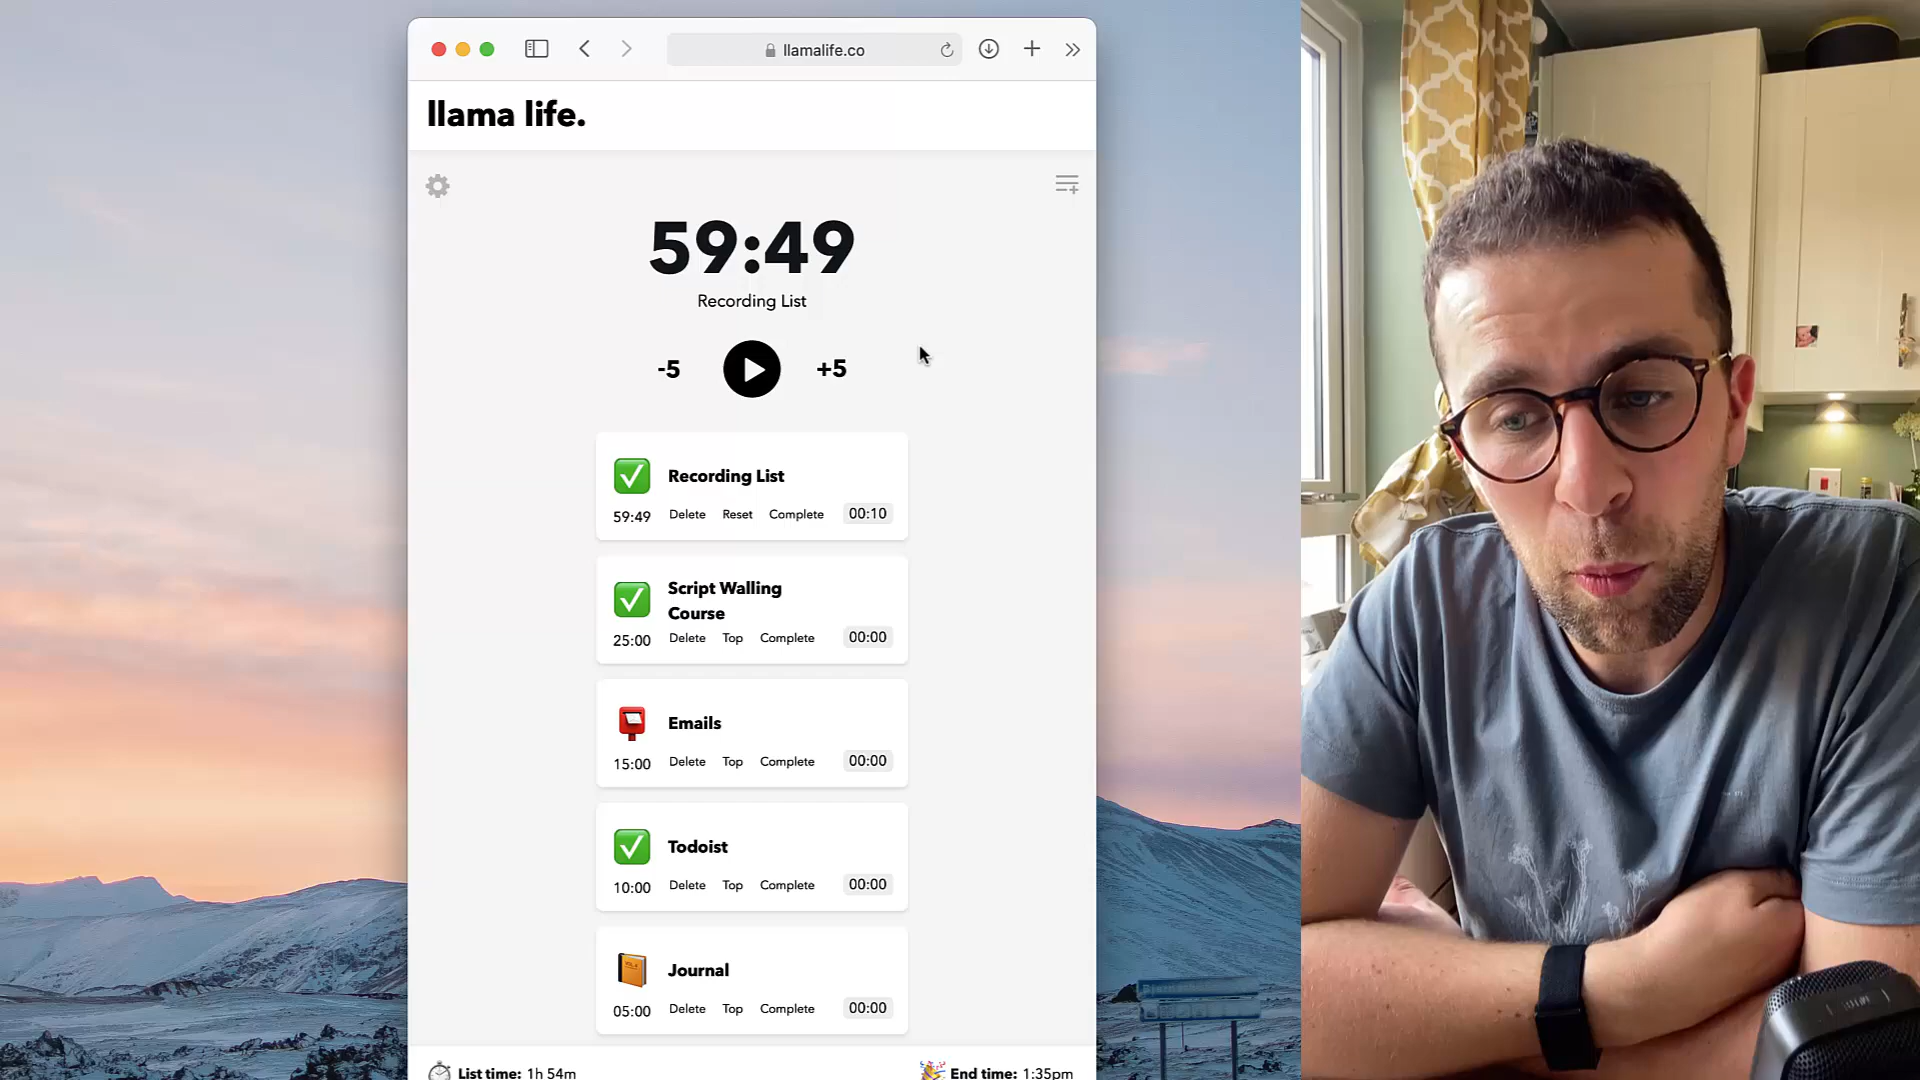 llamalife.co
llama life.
59:49
Recording List
-5
+5
Recording List
59:49 Delete Reset Complete 00:10
Script Walling
Course
25:00 Delete Top Complete 00:00
Emails
15:00 Delete Top Complete 00:00
Todoist
10:00 Delete Top Complete 00:00
Journal
05:00 Delete Top Complete 00:00
List time: 1h 54m
End time: 1:35pm